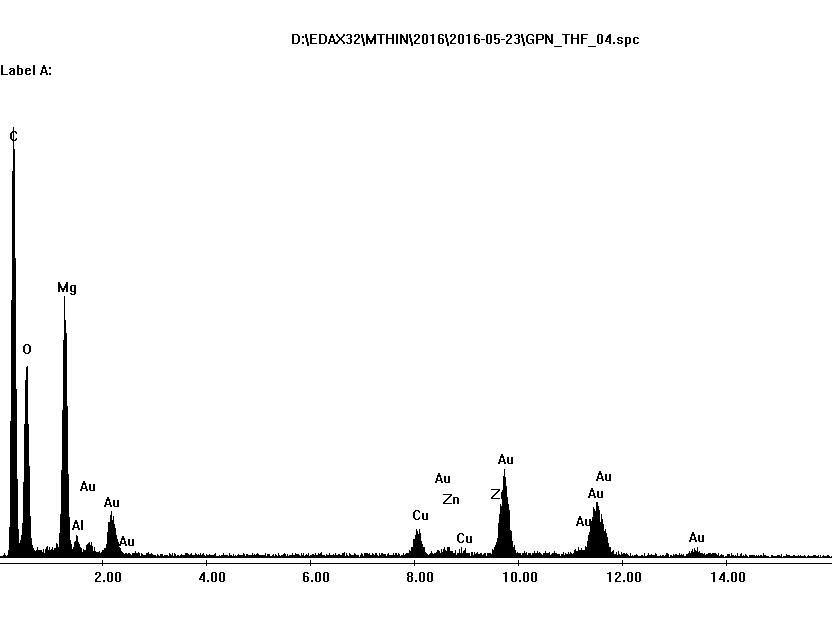 D:\EDAX32\MTHIN\2016\2016-05-23\GPN_THF_04.spc
Label A:
C
Mg
O
Au
Au
Au
Au
Zn
Zn
Au
Au
Au
Al
Cu
Au
Au
Cu
Au
2.00 4.00 6.00 8.00 10.00 12.00 14.00